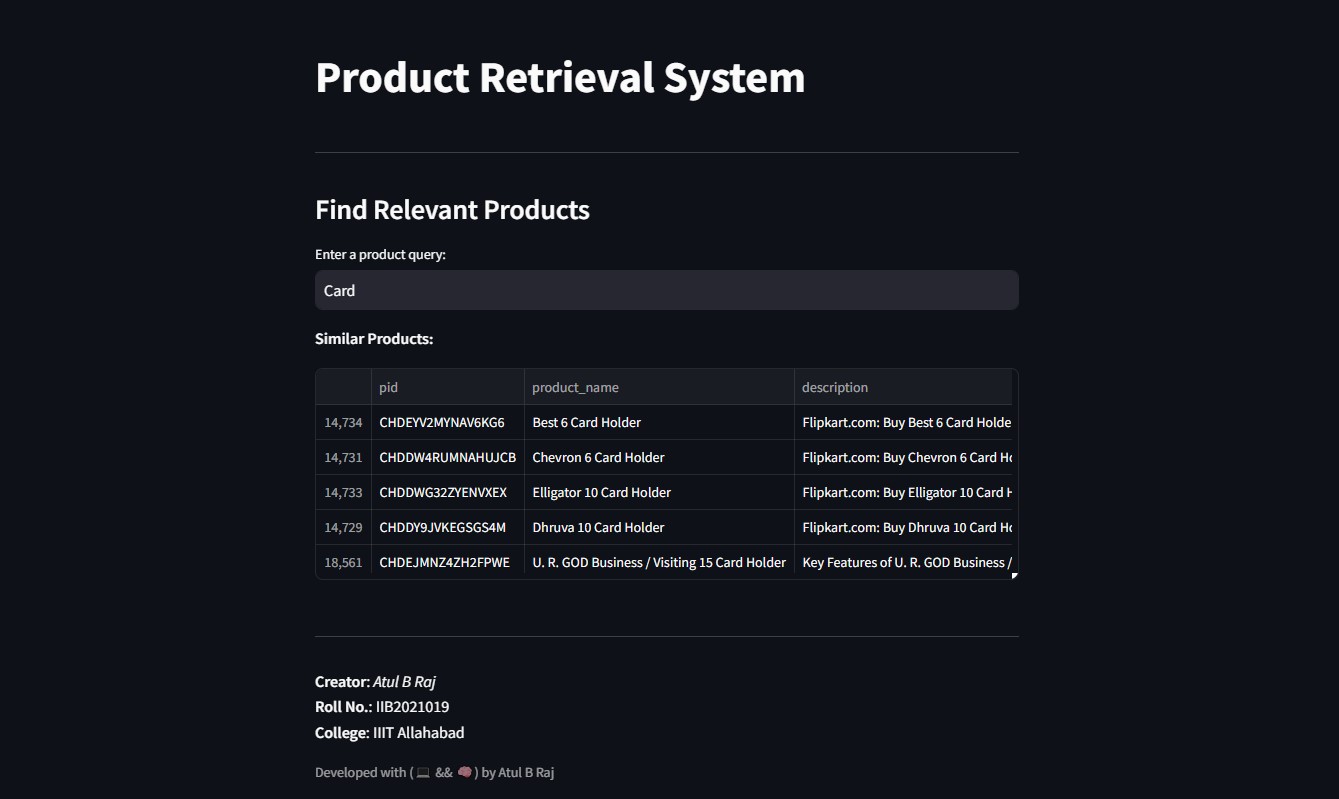 Product Retrieval System
Find Relevant Products
Enter a product query:
Card
Similar Products:
pid product_name description
14,734 CHDEYV2MYNAV6KG6 Best 6 Card Holder Flipkart.com: Buy Best 6 Card Holde
14,731 CHDDW4RUMNAHUJCB Chevron 6 Card Holder Flipkart.com: Buy Chevron 6 Card Ho
14,733 CHDDWG32ZYENVXEX Elligator 10 Card Holder Flipkart.com: Buy Elligator 10 Card H
14,729 CHDDY9JVKEGSGS4M Dhruva 10 Card Holder Flipkart.com: Buy Dhruva 10 Card Ho
18,561 CHDEJMNZ4ZH2FPWE U. R. GOD Business / Visiting 15 Card Holder Key Features of U. R. GOD Business /
Creator: Atul B Raj
Roll No.: IIB2021019
College: IIIT Allahabad
Developed with ( 💻 && 🧠 ) by Atul B Raj